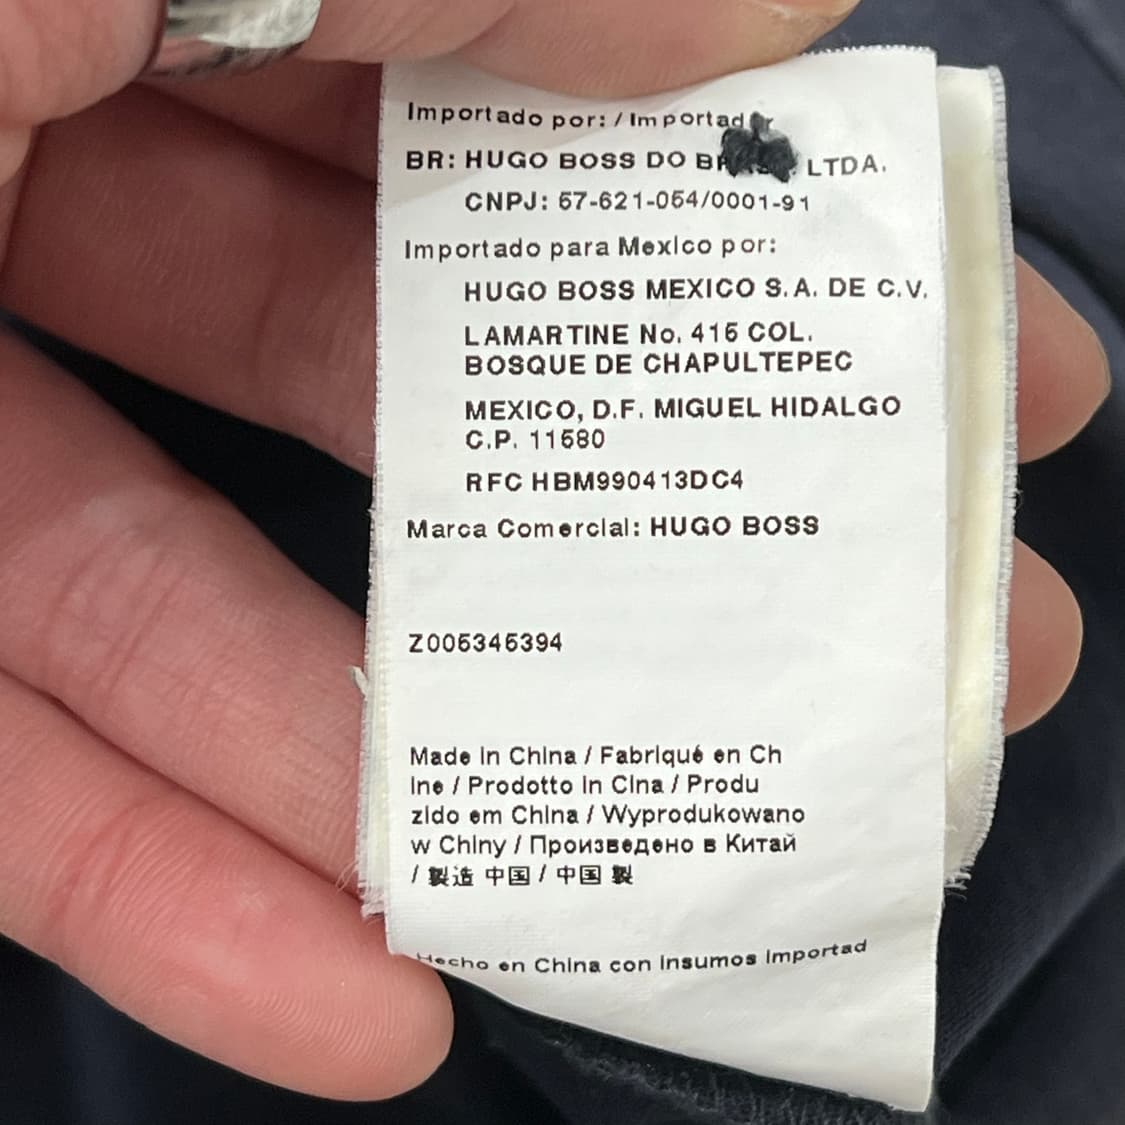 Importado por: / Importad
BR: HUGO BOSS DO LTDA.
CNPJ: 57-621-054/0001-91
Importado para Mexico por:
HUGO BOSS MEXICO S.A. DE C.V.
LAMARTINE No. 415 COL.
BOSQUE DE CHAPULTEPEC
MEXICO, D.F. MIGUEL HIDALGO
C.P. 11580
RFC HBM990413DC4
Marca Comercial: HUGO BOSS
Z005345394
Made in China / Fabriqué en Ch
ine / Prodotto in Cina / Produ
zido em China / Wyprodukowano
w Chiny / Произведено в Китай
/ 製造 中国 / 中国 製
Hecho en China con insumos importad